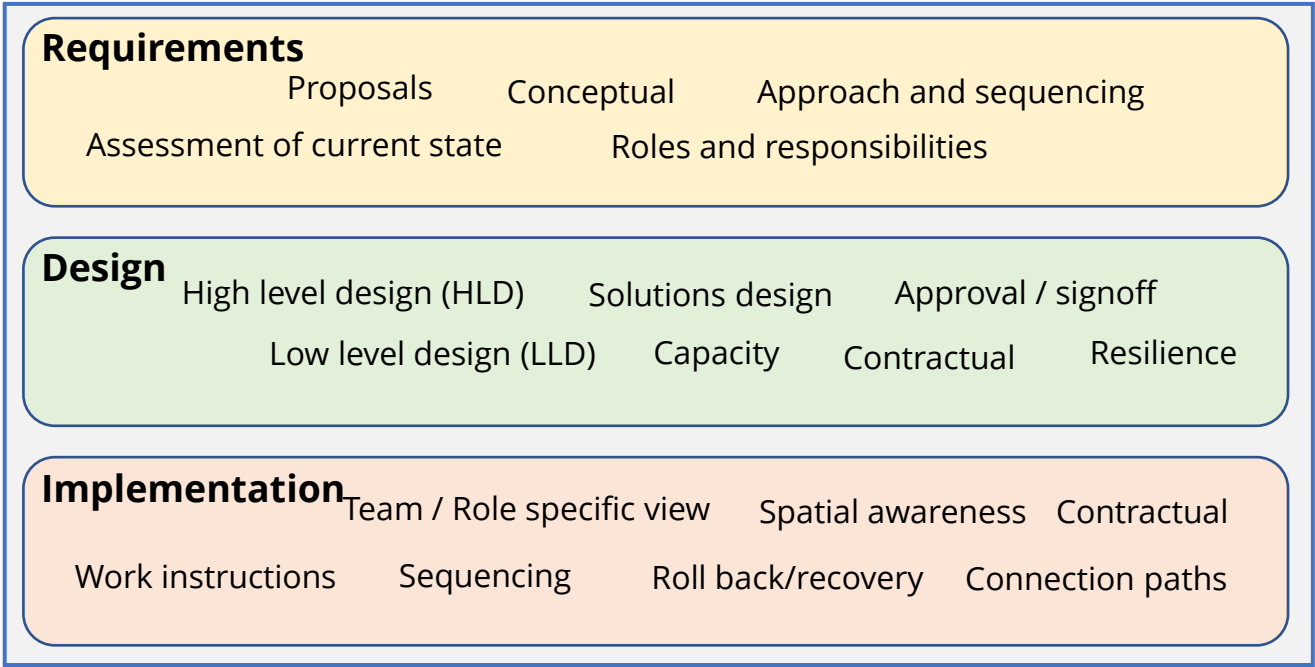 Requirements
Proposals Conceptual Approach and sequencing
Assessment of current state Roles and responsibilities
Design
High level design (HLD) Solutions design Approval / signoff
Low level design (LLD) Capacity Contractual Resilience
Implementation
Team / Role specific view Spatial awareness Contractual
Work instructions Sequencing Roll back/recovery Connection paths